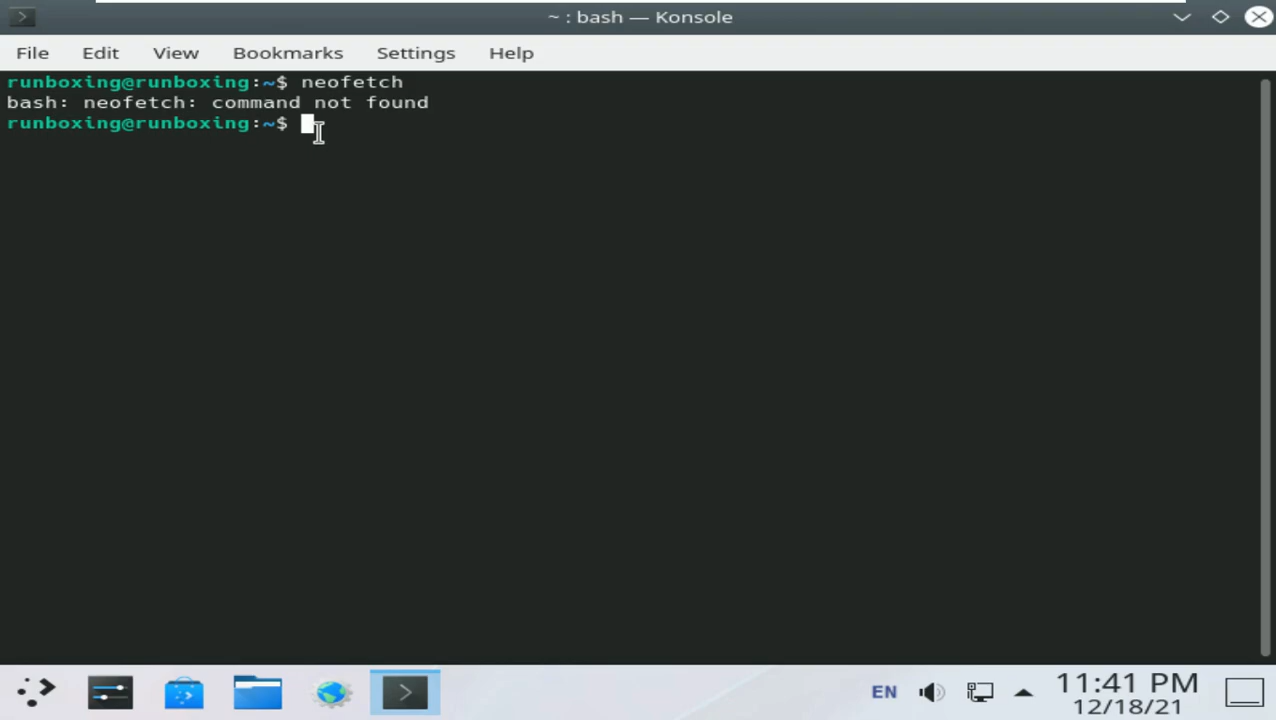 ~ : bash — Konsole
File Edit View Bookmarks Settings Help
runboxing@runboxing:~$ neofetch
bash: neofetch: command not found
runboxing@runboxing:~$
EN
11:41 PM
12/18/21